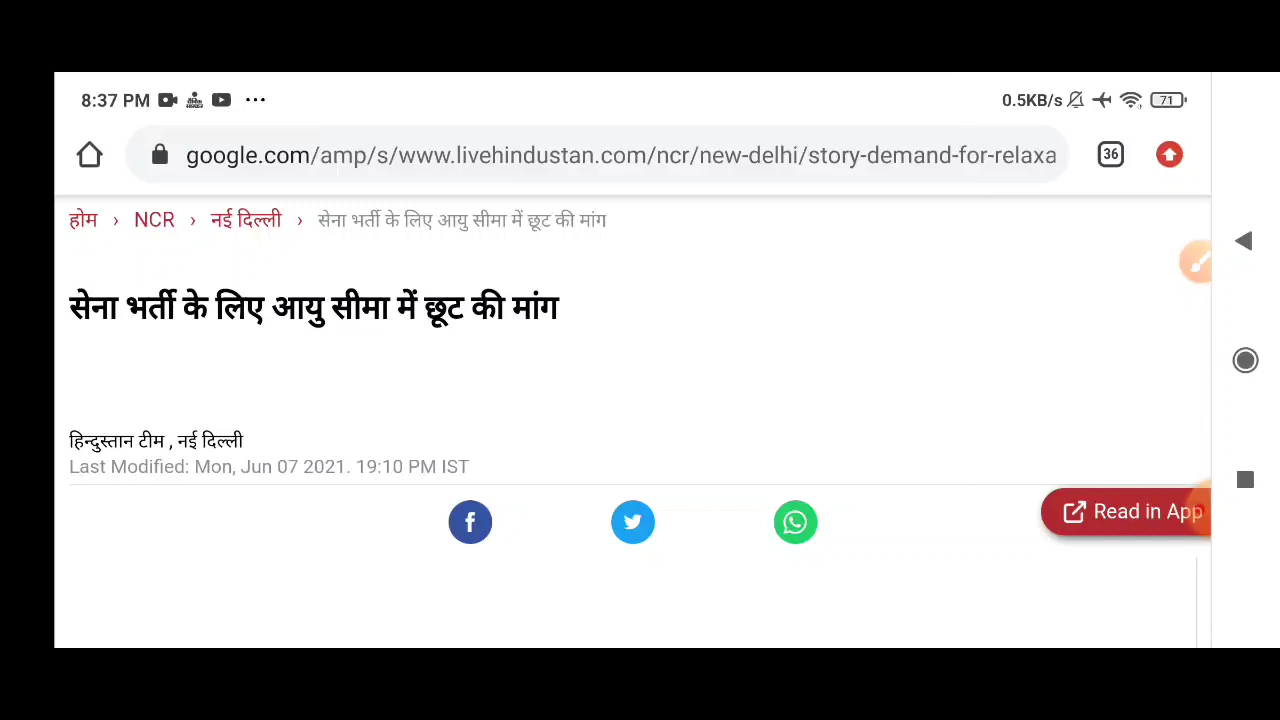 8:37 PM ... 0.5KB/s 71
google.com/amp/s/www.livehindustan.com/ncr/new-delhi/story-demand-for-relaxa 36
होम › NCR › नई दिल्ली › सेना भर्ती के लिए आयु सीमा में छूट की मांग
सेना भर्ती के लिए आयु सीमा में छूट की मांग
हिन्दुस्तान टीम , नई दिल्ली
Last Modified: Mon, Jun 07 2021. 19:10 PM IST
Read in App